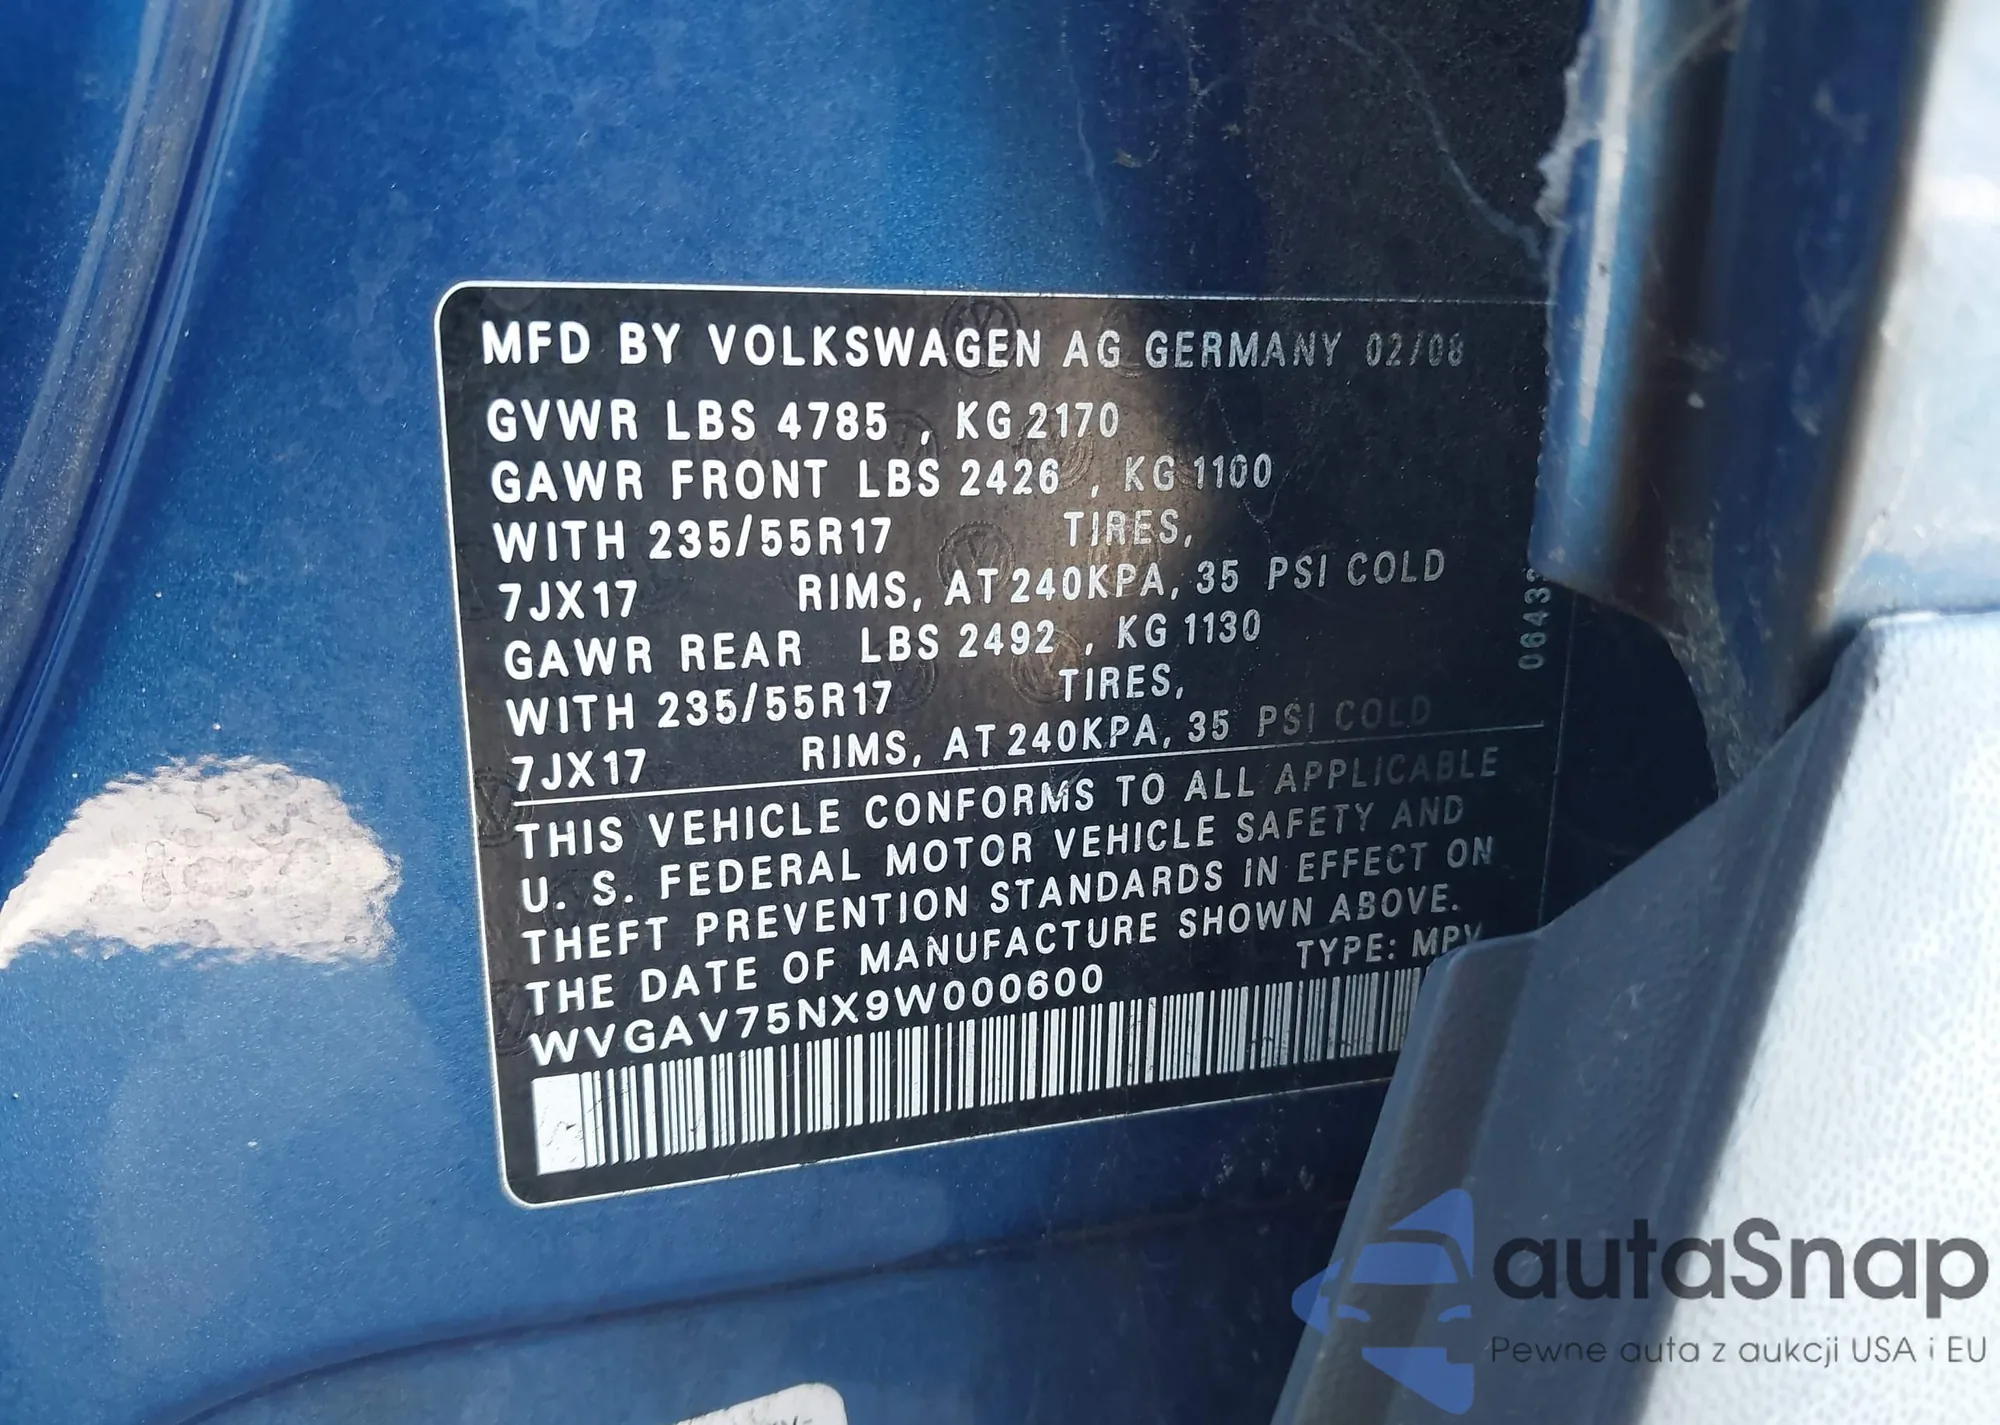 MFD BY VOLKSWAGEN AG GERMANY 02/08
GVWR LBS 4785 , KG 2170
GAWR FRONT LBS 2426 , KG 1100
WITH 235/55R17 TIRES,
7JX17 RIMS, AT 240KPA, 35 PSI COLD
GAWR REAR LBS 2492 , KG 1130
WITH 235/55R17 TIRES,
7JX17 RIMS, AT 240KPA, 35 PSI COLD
THIS VEHICLE CONFORMS TO ALL APPLICABLE
U. S. FEDERAL MOTOR VEHICLE SAFETY AND
THEFT PREVENTION STANDARDS IN EFFECT ON
THE DATE OF MANUFACTURE SHOWN ABOVE.
WVGAV75NX9W000600 TYPE: MPV
autaSnap
Pewne auta z aukcji USA i EU